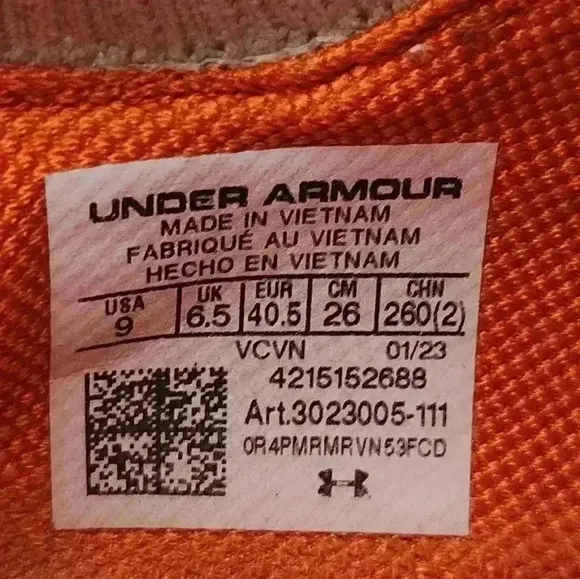 UNDER ARMOUR
MADE IN VIETNAM
FABRIQUÉ AU VIETNAM
HECHO EN VIETNAM
USA UK EUR CM CHN
9 6.5 40.5 26 260(2)
VCVN 01/23
4215152688
Art.3023005-111
0R4PMRMRVN53FCD